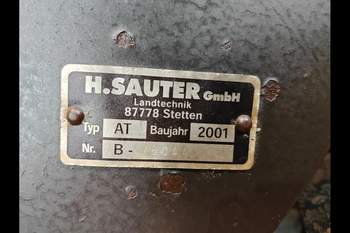 H.SAUTER GmbH
Landtechnik
87778 Stetten
Typ AT Baujahr 2001
Nr. B -